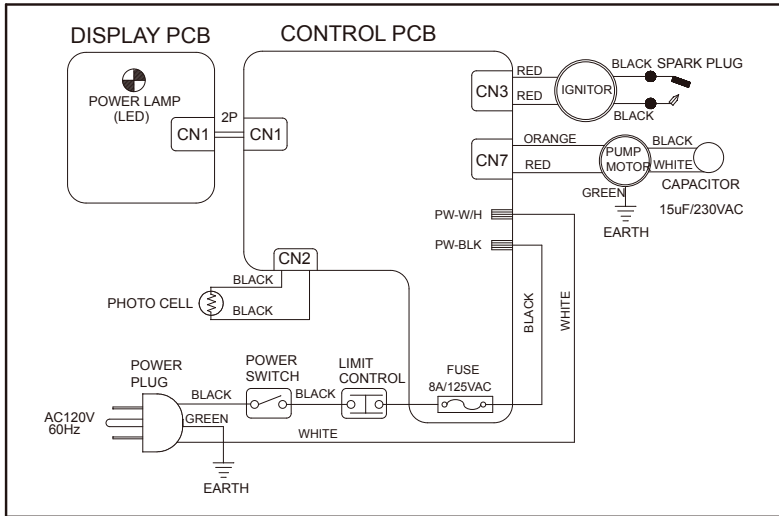 DISPLAY PCB
CONTROL PCB
POWER LAMP
(LED)
2P
CN1
CN1
CN3
RED
RED
IGNITOR
BLACK
SPARK PLUG
BLACK
CN7
ORANGE
RED
PUMP
MOTOR
BLACK
WHITE
CAPACITOR
15uF/230VAC
GREEN
EARTH
PW-W/H
PW-BLK
CN2
BLACK
BLACK
PHOTO CELL
BLACK
WHITE
POWER
PLUG
POWER
SWITCH
LIMIT
CONTROL
FUSE
8A/125VAC
BLACK
BLACK
AC120V
60Hz
GREEN
WHITE
EARTH